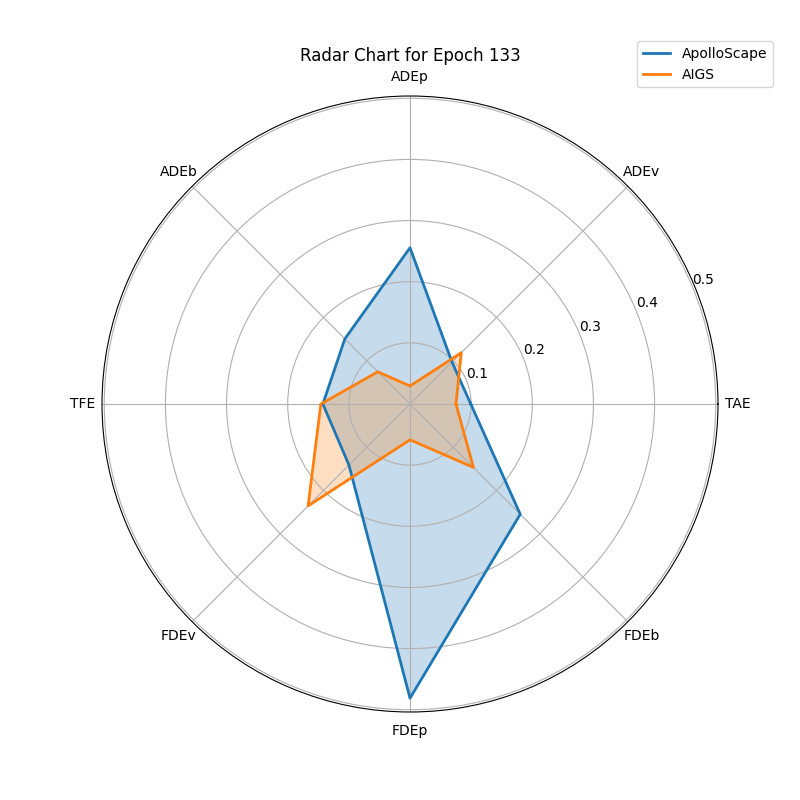 Radar Chart for Epoch 133
ApolloScape
AIGS
ADEp
ADEb
ADEv
0.5
0.4
0.3
0.2
0.1
TFE
TAE
FDEv
FDEb
FDEp